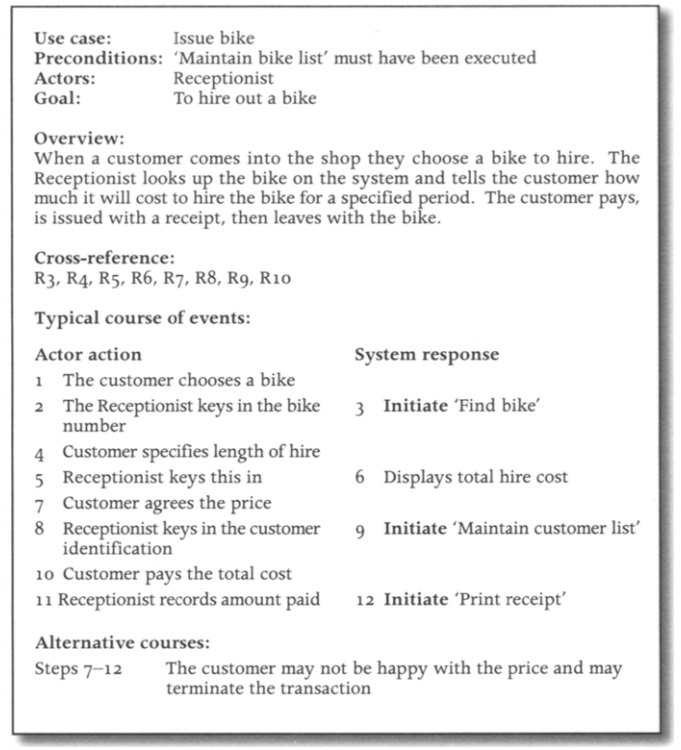 Use case: Issue bike
Preconditions: ‘Maintain bike list’ must have been executed
Actors: Receptionist
Goal: To hire out a bike
Overview:
When a customer comes into the shop they choose a bike to hire. The
Receptionist looks up the bike on the system and tells the customer how
much it will cost to hire the bike for a specified period. The customer pays,
is issued with a receipt, then leaves with the bike.
Cross-reference:
R3, R4, R5, R6, R7, R8, R9, R10
Typical course of events:
Actor action System response
1 The customer chooses a bike
2 The Receptionist keys in the bike 3 Initiate ‘Find bike’
number
4 Customer specifies length of hire
5 Receptionist keys this in 6 Displays total hire cost
7 Customer agrees the price
8 Receptionist keys in the customer 9 Initiate ‘Maintain customer list’
identification
10 Customer pays the total cost
11 Receptionist records amount paid 12 Initiate ‘Print receipt’
Alternative courses:
Steps 7–12 The customer may not be happy with the price and may
terminate the transaction